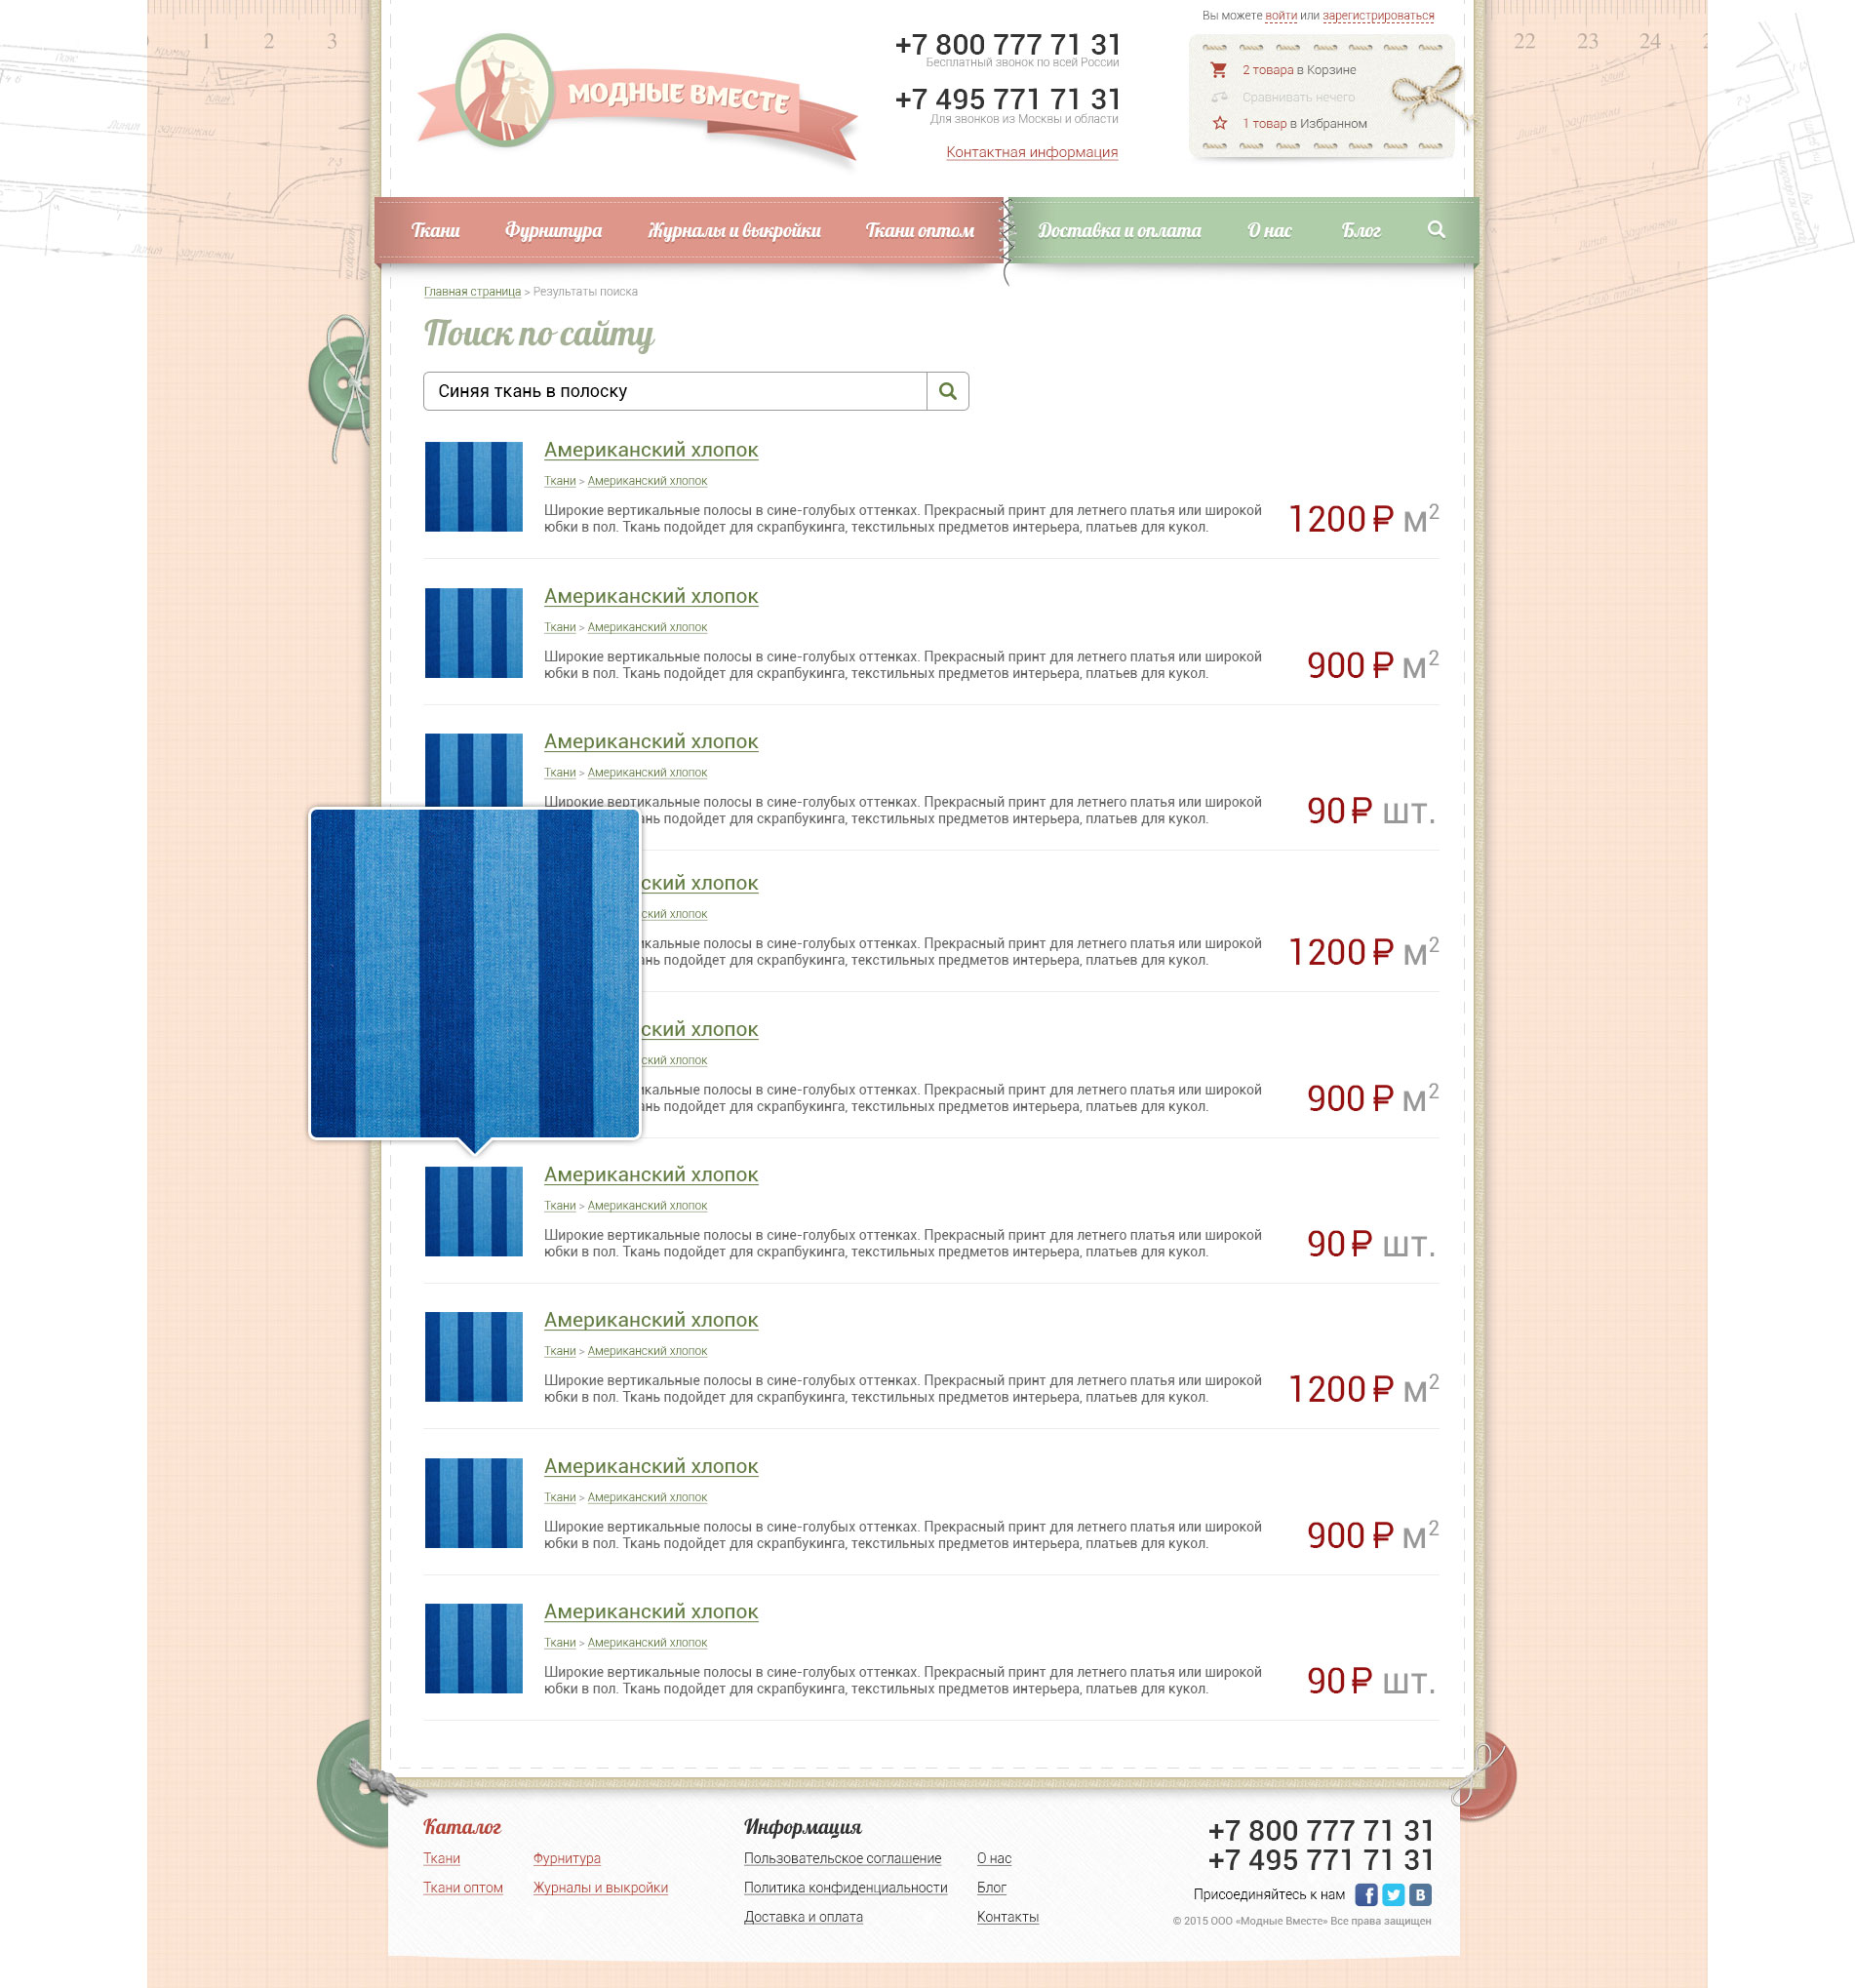 Вы можете войти или зарегистрироваться
1 2 3
22 23 24
МОДНЫЕ ВМЕСТЕ
+7 800 777 71 31
Бесплатный звонок по всей России
+7 495 771 71 31
Для звонков из Москвы и области
Контактная информация
2 товара в Корзине
Сравнивать нечего
1 товар в Избранном
Ткани Фурнитура Журналы и выкройки Ткани оптом Доставка и оплата О нас Блог
Главная страница > Результаты поиска
Поиск по сайту
Синяя ткань в полоску
Американский хлопок
Ткани > Американский хлопок
Широкие вертикальные полосы в сине-голубых оттенках. Прекрасный принт для летнего платья или широкой
юбки в пол. Ткань подойдет для скрапбукинга, текстильных предметов интерьера, платьев для кукол.
1200 ₽ м²
Американский хлопок
Ткани > Американский хлопок
Широкие вертикальные полосы в сине-голубых оттенках. Прекрасный принт для летнего платья или широкой
юбки в пол. Ткань подойдет для скрапбукинга, текстильных предметов интерьера, платьев для кукол.
900 ₽ м²
Американский хлопок
Ткани > Американский хлопок
Широкие вертикальные полосы в сине-голубых оттенках. Прекрасный принт для летнего платья или широкой
ань подойдет для скрапбукинга, текстильных предметов интерьера, платьев для кукол.
90 ₽ шт.
ский хлопок
ский хлопок
икальные полосы в сине-голубых оттенках. Прекрасный принт для летнего платья или широкой
ань подойдет для скрапбукинга, текстильных предметов интерьера, платьев для кукол.
1200 ₽ м²
ский хлопок
ский хлопок
икальные полосы в сине-голубых оттенках. Прекрасный принт для летнего платья или широкой
ань подойдет для скрапбукинга, текстильных предметов интерьера, платьев для кукол.
900 ₽ м²
Американский хлопок
Ткани > Американский хлопок
Широкие вертикальные полосы в сине-голубых оттенках. Прекрасный принт для летнего платья или широкой
юбки в пол. Ткань подойдет для скрапбукинга, текстильных предметов интерьера, платьев для кукол.
90 ₽ шт.
Американский хлопок
Ткани > Американский хлопок
Широкие вертикальные полосы в сине-голубых оттенках. Прекрасный принт для летнего платья или широкой
юбки в пол. Ткань подойдет для скрапбукинга, текстильных предметов интерьера, платьев для кукол.
1200 ₽ м²
Американский хлопок
Ткани > Американский хлопок
Широкие вертикальные полосы в сине-голубых оттенках. Прекрасный принт для летнего платья или широкой
юбки в пол. Ткань подойдет для скрапбукинга, текстильных предметов интерьера, платьев для кукол.
900 ₽ м²
Американский хлопок
Ткани > Американский хлопок
Широкие вертикальные полосы в сине-голубых оттенках. Прекрасный принт для летнего платья или широкой
юбки в пол. Ткань подойдет для скрапбукинга, текстильных предметов интерьера, платьев для кукол.
90 ₽ шт.
Каталог
Ткани Фурнитура
Ткани оптом Журналы и выкройки
Информация
Пользовательское соглашение О нас
Политика конфиденциальности Блог
Доставка и оплата Контакты
+7 800 777 71 31
+7 495 771 71 31
Присоединяйтесь к нам
© 2015 ООО «Модные Вместе» Все права защищен